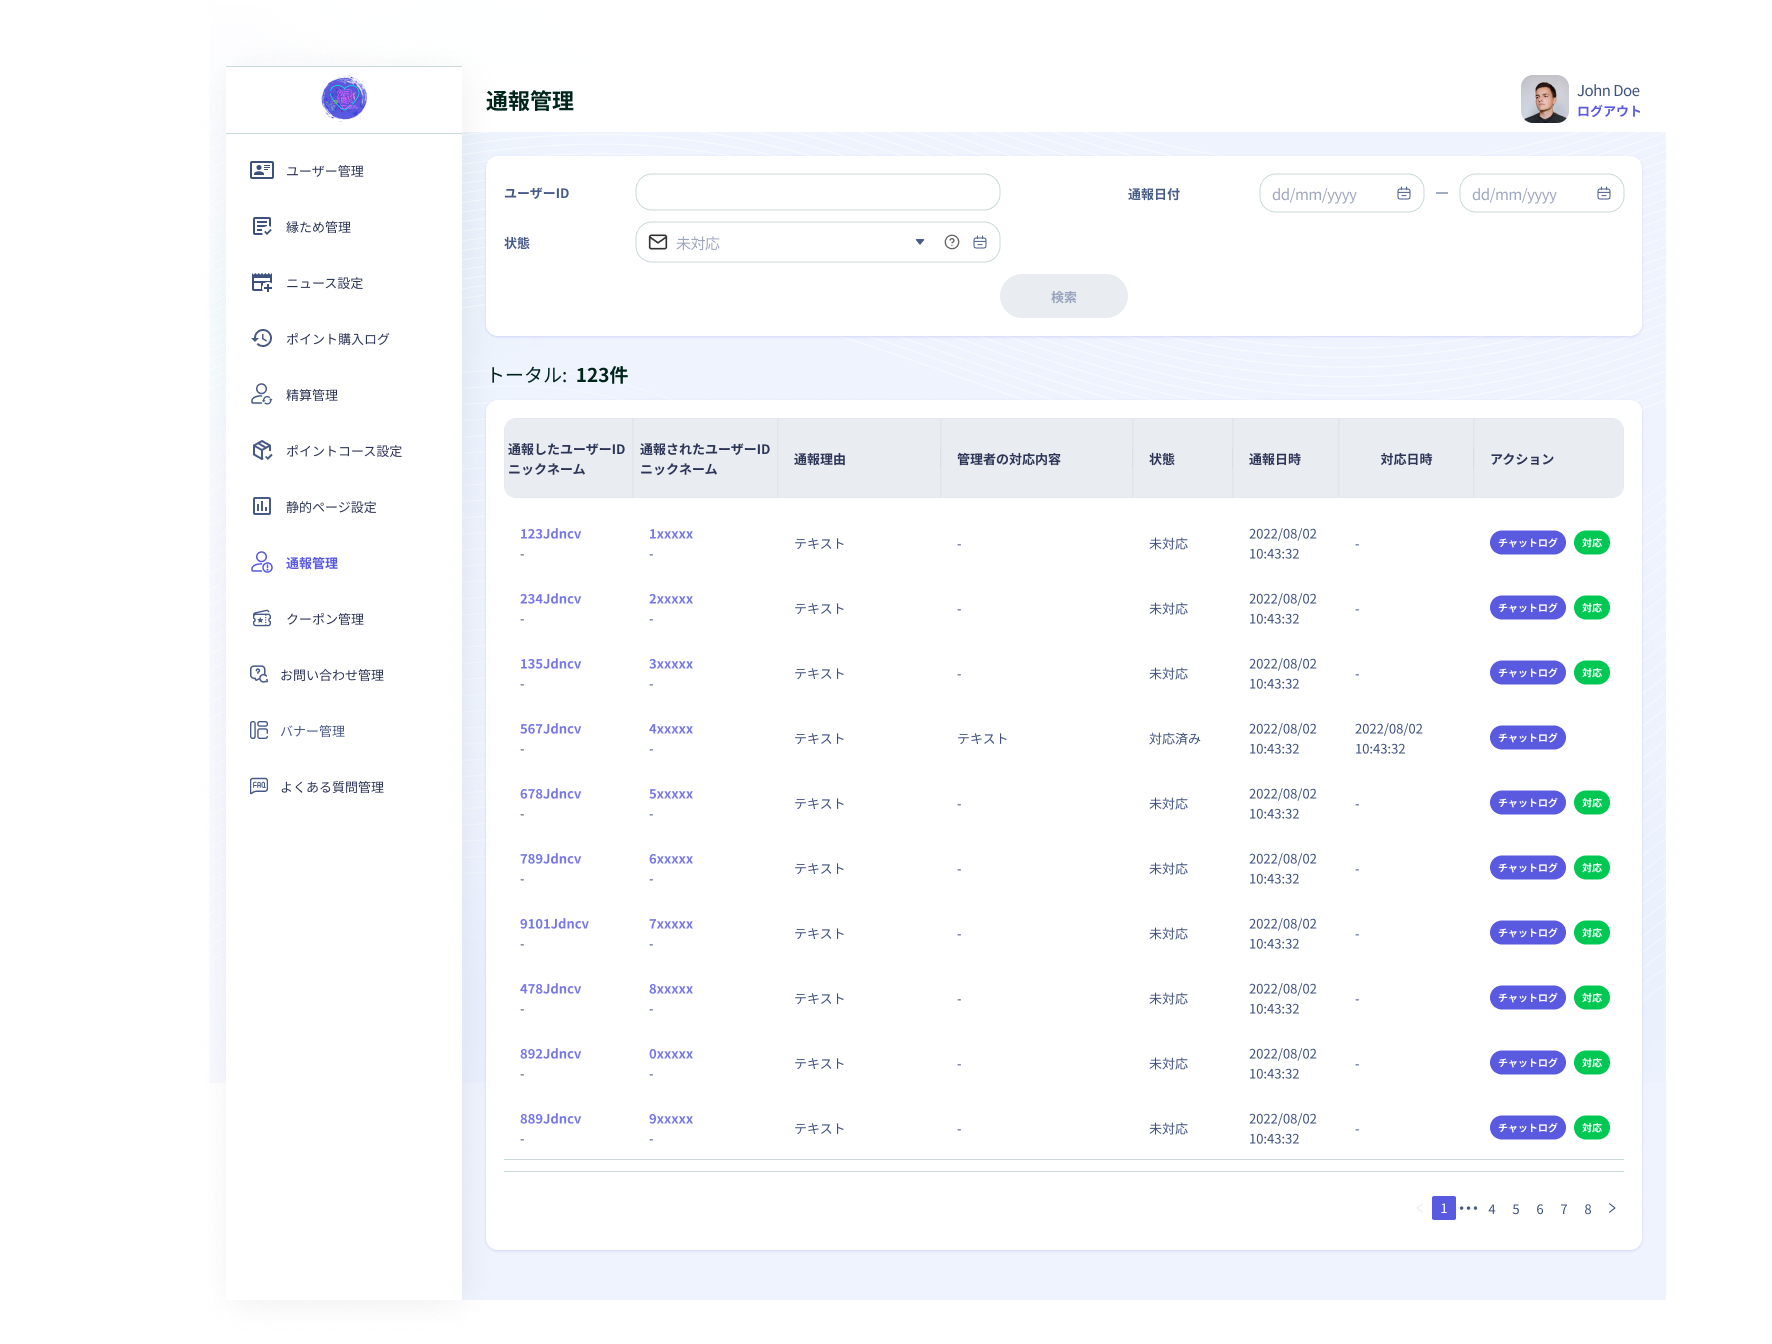 通報管理
John Doe
ログアウト
ユーザー管理
縁ため管理
ニュース設定
ポイント購入ログ
精算管理
ポイントコース設定
静的ページ設定
通報管理
クーポン管理
お問い合わせ管理
バナー管理
FAQ よくある質問管理
ユーザーID
通報日付 dd/mm/yyyy — dd/mm/yyyy
状態 未対応
検索
トータル: 123件
通報したユーザーID
ニックネーム
通報されたユーザーID
ニックネーム
通報理由
管理者の対応内容
状態
通報日時
対応日時
アクション
123Jdncv 1xxxxx 2022/08/02
テキスト - 未対応 - チャットログ 対応
- - 10:43:32
234Jdncv 2xxxxx 2022/08/02
テキスト - 未対応 - チャットログ 対応
- - 10:43:32
135Jdncv 3xxxxx 2022/08/02
テキスト - 未対応 - チャットログ 対応
- - 10:43:32
567Jdncv 4xxxxx 2022/08/02 2022/08/02
テキスト テキスト 対応済み チャットログ
- - 10:43:32 10:43:32
678Jdncv 5xxxxx 2022/08/02
テキスト - 未対応 - チャットログ 対応
- - 10:43:32
789Jdncv 6xxxxx 2022/08/02
テキスト - 未対応 - チャットログ 対応
- - 10:43:32
9101Jdncv 7xxxxx 2022/08/02
テキスト - 未対応 - チャットログ 対応
- - 10:43:32
478Jdncv 8xxxxx 2022/08/02
テキスト - 未対応 - チャットログ 対応
- - 10:43:32
892Jdncv 0xxxxx 2022/08/02
テキスト - 未対応 - チャットログ 対応
- - 10:43:32
889Jdncv 9xxxxx 2022/08/02
テキスト - 未対応 - チャットログ 対応
- - 10:43:32
< 1 ••• 4 5 6 7 8 >